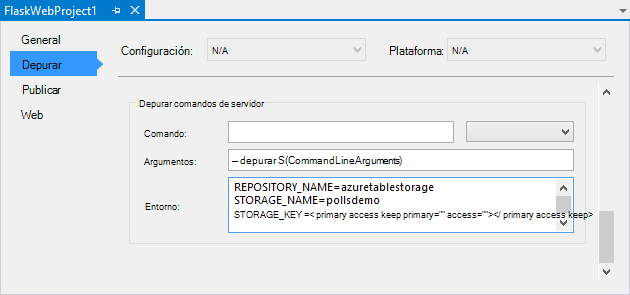 FlaskWebProject1
General
Depurar
Publicar
Web
Configuración: N/A Plataforma: N/A
Depurar comandos de servidor
Comando:
Argumentos: -- depurar S(CommandLineArguments)
Entorno:
REPOSITORY_NAME=azuretablestorage
STORAGE_NAME=pollsdemo
STORAGE_KEY =< primary access keep primary="" access=""></ primary access keep>